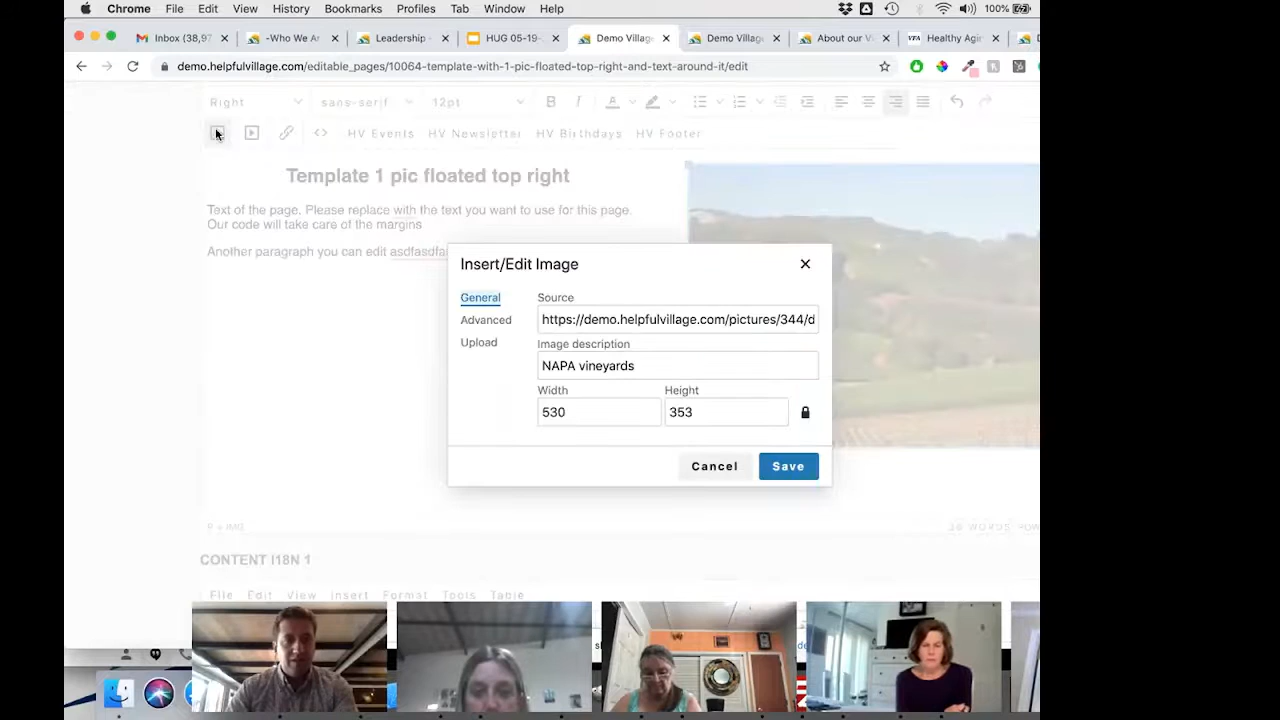 Chrome File Edit View History Bookmarks Profiles Tab Window Help 100%
Inbox (38,97 -Who We Ar Leadership - HUG 05-19- Demo Village Demo Village About our V VFA Healthy Agin
demo.helpfulvillage.com/editable_pages/10064-template-with-1-pic-floated-top-right-and-text-around-it/edit
Right sans-serif 12pt B I A
HV Events HV Newsletter HV Birthdays HV Footer
Template 1 pic floated top right
Text of the page. Please replace with the text you want to use for this page.
Our code will take care of the margins
Another paragraph you can edit asdfasdfa
Insert/Edit Image
General
Advanced
Upload
Source
https://demo.helpfulvillage.com/pictures/344/d
Image description
NAPA vineyards
Width Height
530 353
Cancel Save
P » IMG
CONTENT I18N 1
File Edit View Insert Format Tools Table